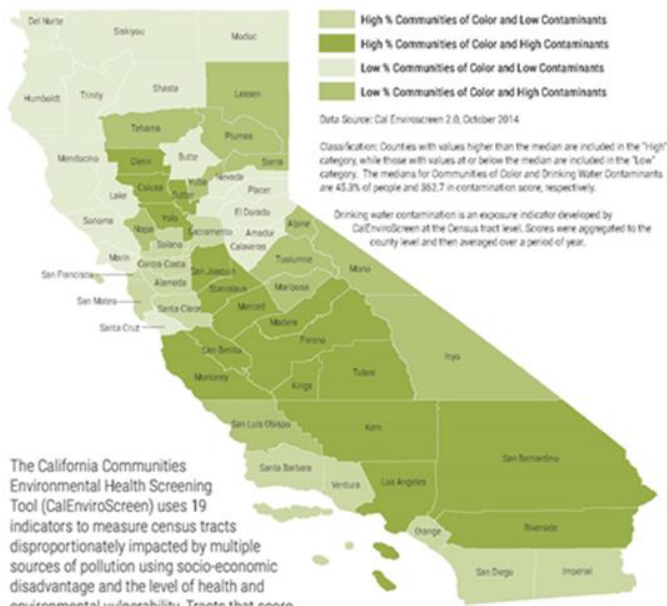 Del Norte
Siskiyou
Modoc
Humboldt
Trinity
Shasta
Lassen
Tehama
Plumas
Mendocino
Glenn
Butte
Sierra
Colusa
Sutter
Yuba
Nevada
Placer
Lake
Yolo
El Dorado
Sonoma
Napa
Sacramento
Amador
Alpine
Solano
Calaveras
Marin
Contra Costa
San Joaquin
Tuolumne
Mono
San Francisco
Alameda
Stanislaus
Mariposa
San Mateo
Santa Clara
Merced
Santa Cruz
Madera
Fresno
San Benito
Inyo
Monterey
Kings
Tulare
San Luis Obispo
Kern
San Bernardino
Santa Barbara
Ventura
Los Angeles
Orange
Riverside
San Diego
Imperial
High % Communities of Color and Low Contaminants
High % Communities of Color and High Contaminants
Low % Communities of Color and Low Contaminants
Low % Communities of Color and High Contaminants
Data Source: Cal Enviroscreen 2.0, October 2014
Classification: Counties with values higher than the median are included in the "High"
category, while those with values at or below the median are included in the "Low"
category. The medians for Communities of Color and Drinking Water Contaminants
are 45.3% of people and 362.7 in contamination score, respectively.
Drinking water contamination is an exposure indicator developed by
CalEnviroScreen at the Census tract level. Scores were aggregated to the
county level and then averaged over a period of year.
The California Communities
Environmental Health Screening
Tool (CalEnviroScreen) uses 19
indicators to measure census tracts
disproportionately impacted by multiple
sources of pollution using socio-economic
disadvantage and the level of health and
environmental vulnerability. Tracts that score